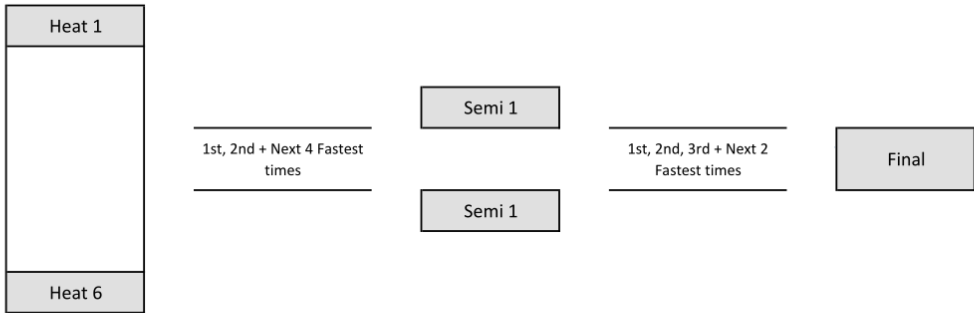 Heat 1
Heat 6
1st, 2nd + Next 4 Fastest
times
Semi 1
Semi 1
1st, 2nd, 3rd + Next 2
Fastest times
Final